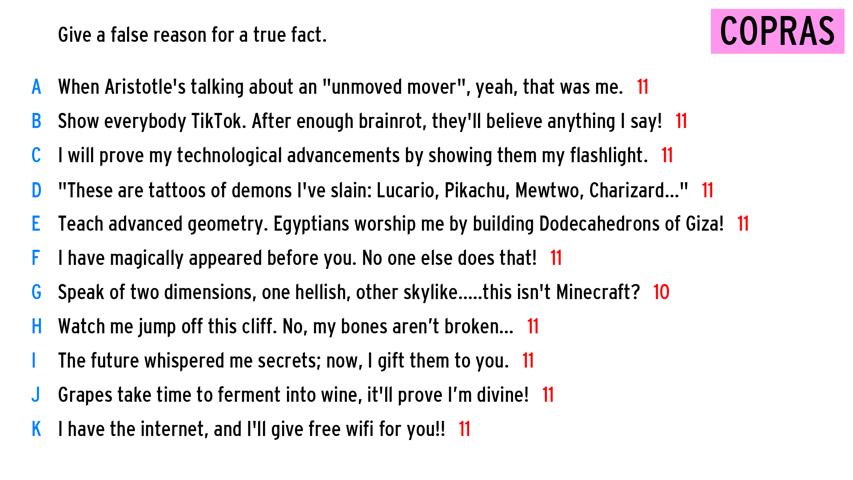 Give a false reason for a true fact.
COPRAS
A When Aristotle's talking about an "unmoved mover", yeah, that was me. 11
B Show everybody TikTok. After enough brainrot, they'll believe anything I say! 11
C I will prove my technological advancements by showing them my flashlight. 11
D "These are tattoos of demons I've slain: Lucario, Pikachu, Mewtwo, Charizard..." 11
E Teach advanced geometry. Egyptians worship me by building Dodecahedrons of Giza! 11
F I have magically appeared before you. No one else does that! 11
G Speak of two dimensions, one hellish, other skylike.....this isn't Minecraft? 10
H Watch me jump off this cliff. No, my bones aren’t broken... 11
I The future whispered me secrets; now, I gift them to you. 11
J Grapes take time to ferment into wine, it'll prove I’m divine! 11
K I have the internet, and I'll give free wifi for you!! 11